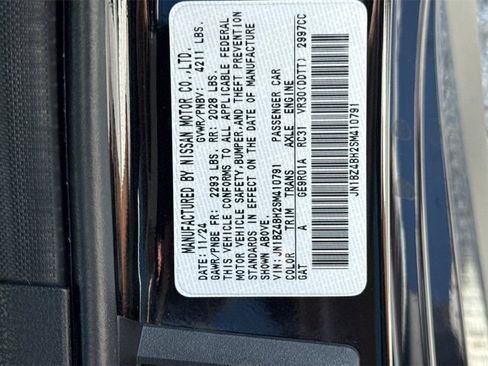 MANUFACTURED BY NISSAN MOTOR CO.,LTD.
DATE: 11/24 GVWR/PNBV: 4211 LBS.
GAWR/PNBE FR: 2293 LBS. RR: 2028 LBS.
THIS VEHICLE CONFORMS TO ALL APPLICABLE FEDERAL
MOTOR VEHICLE SAFETY, BUMPER, AND THEFT PREVENTION
STANDARDS IN EFFECT ON THE DATE OF MANUFACTURE
SHOWN ABOVE.
VIN: JN1BZ4BH2SM410791 PASSENGER CAR
COLOR TRIM TRANS AXLE ENGINE
GAT A GE9R01A RC31 VR30(DDTT) 2997CC
JN1BZ4BH2SM410791